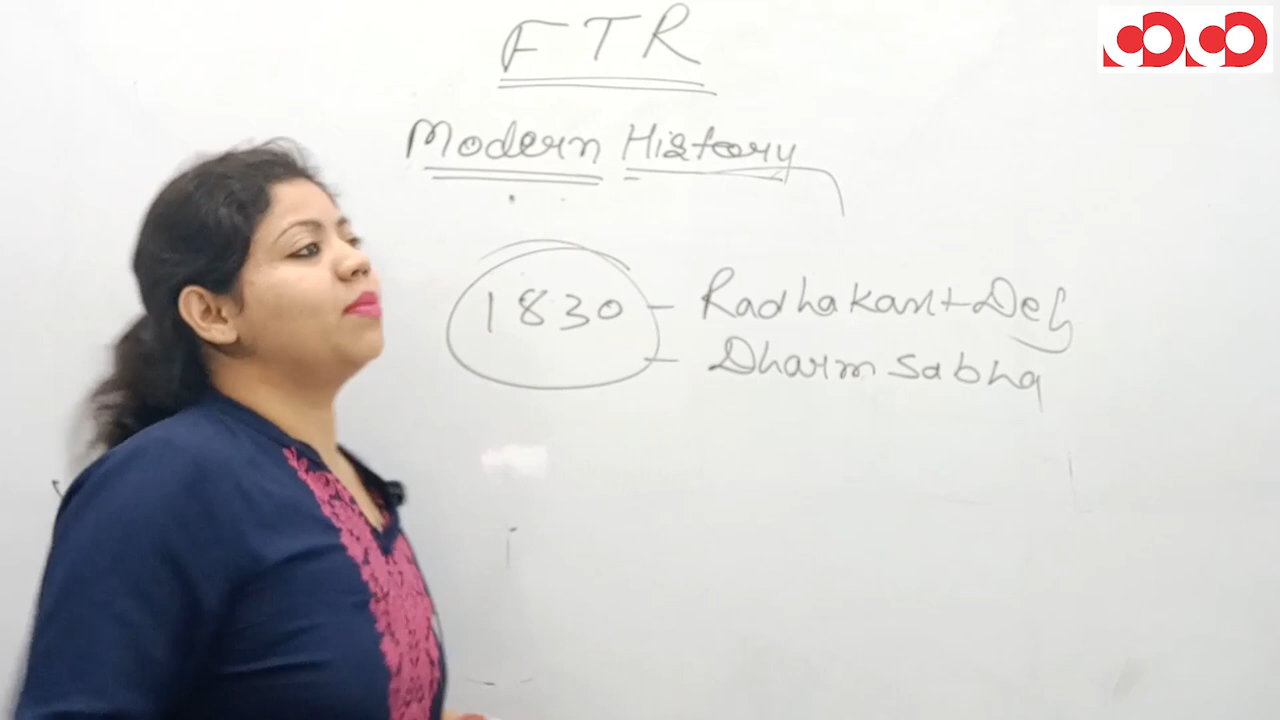 FTR
Modern History
1830 - Radhakant Deb
- Dharm Sabha